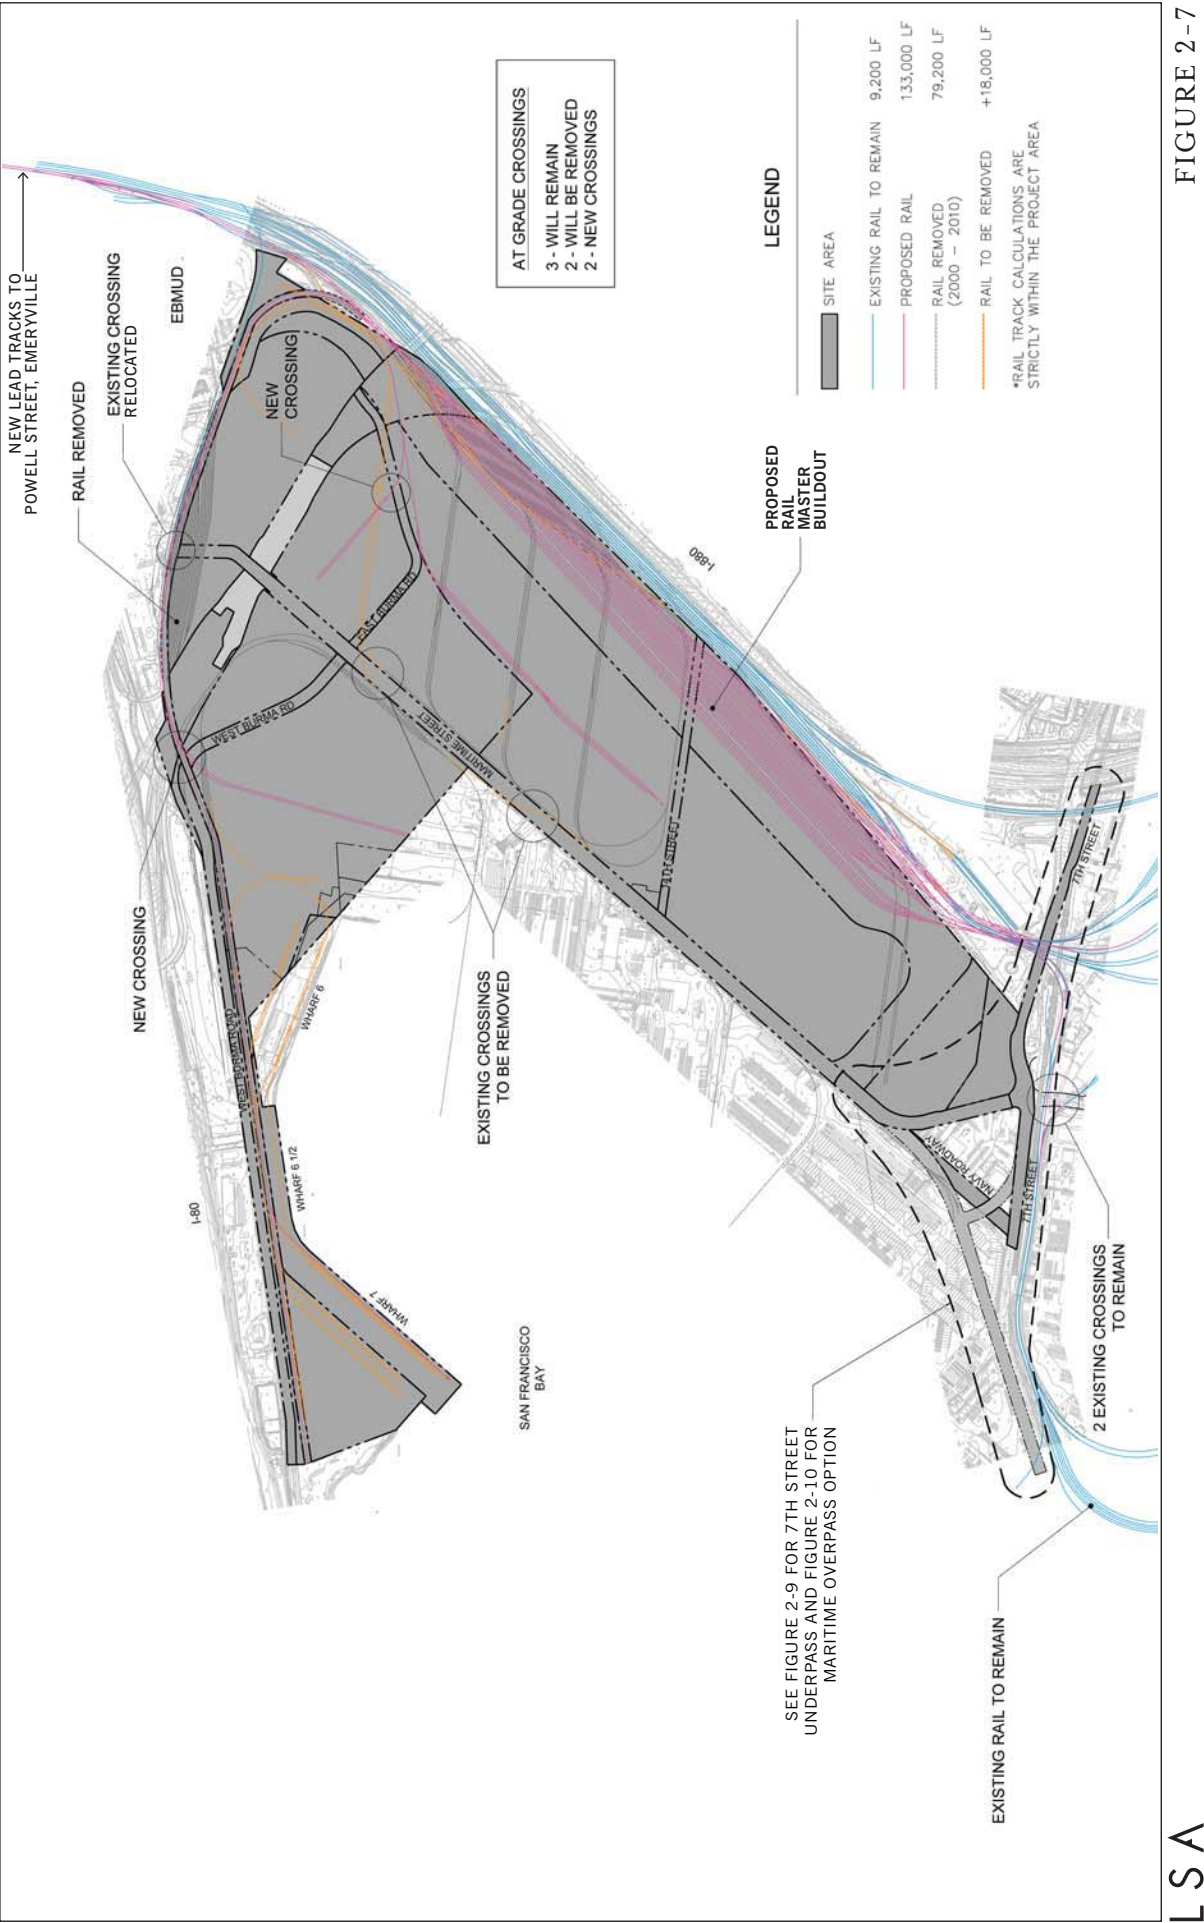 NEW LEAD TRACKS TO
POWELL STREET, EMERYVILLE
RAIL REMOVED
EXISTING CROSSING
RELOCATED
EBMUD
NEW
CROSSING
NEW CROSSING
WEST BURMA RD
EAST BURMA RD
MARITIME STREET
WEST BURMA ROAD
WHARF 6
WHARF 6 1/2
WHARF 7
I-80
I-880
SAN FRANCISCO
BAY
EXISTING CROSSINGS
TO BE REMOVED
PROPOSED
RAIL
MASTER
BUILDOUT
7TH STREET
NAVY ROADWAY
7TH STREET
SEE FIGURE 2-9 FOR 7TH STREET
UNDERPASS AND FIGURE 2-10 FOR
MARITIME OVERPASS OPTION
2 EXISTING CROSSINGS
TO REMAIN
EXISTING RAIL TO REMAIN
AT GRADE CROSSINGS
3 - WILL REMAIN
2 - WILL BE REMOVED
2 - NEW CROSSINGS
LEGEND
SITE AREA
EXISTING RAIL TO REMAIN 9,200 LF
PROPOSED RAIL 133,000 LF
RAIL REMOVED 79,200 LF
(2000 – 2010)
RAIL TO BE REMOVED +18,000 LF
*RAIL TRACK CALCULATIONS ARE
STRICTLY WITHIN THE PROJECT AREA
LSA
FIGURE 2-7